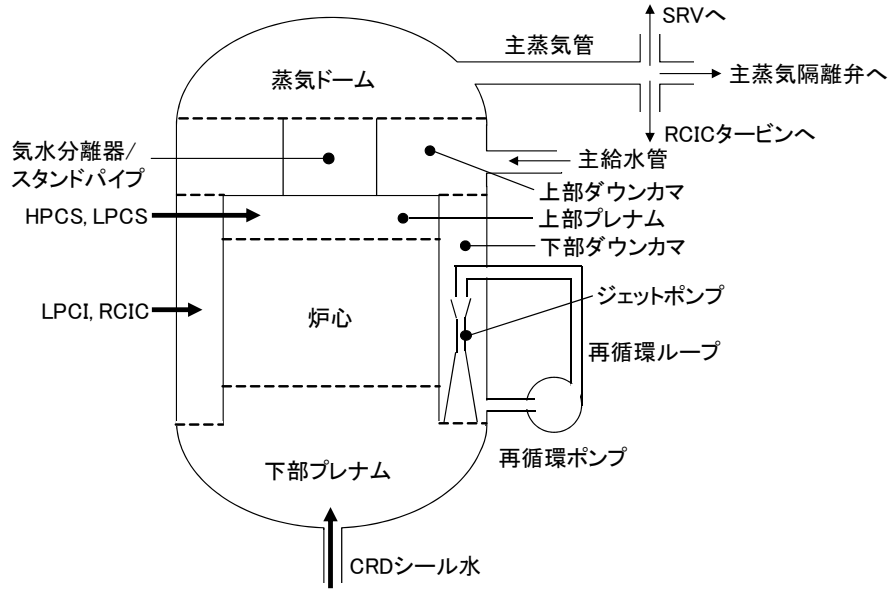 SRVへ
主蒸気管
主蒸気隔離弁へ
蒸気ドーム
RCICタービンへ
気水分離器/
スタンドパイプ
主給水管
上部ダウンカマ
HPCS, LPCS
上部プレナム
下部ダウンカマ
ジェットポンプ
LPCI, RCIC
炉心
再循環ループ
再循環ポンプ
下部プレナム
CRDシール水